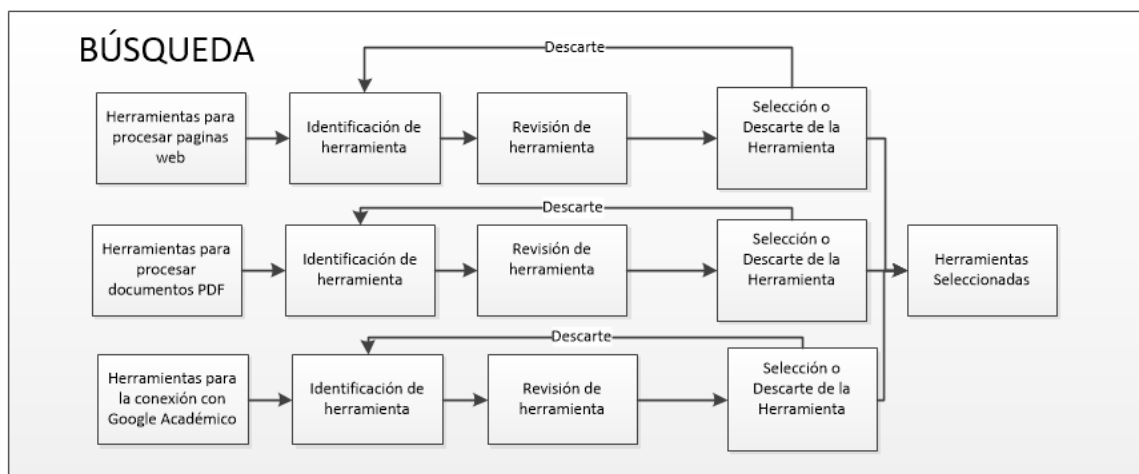 BÚSQUEDA
Descarte
Herramientas para
procesar paginas
web
Identificación de
herramienta
Revisión de
herramienta
Selección o
Descarte de la
Herramienta
Descarte
Herramientas para
procesar
documentos PDF
Identificación de
herramienta
Revisión de
herramienta
Selección o
Descarte de la
Herramienta
Herramientas
Seleccionadas
Descarte
Herramientas para
la conexión con
Google Académico
Identificación de
herramienta
Revisión de
herramienta
Selección o
Descarte de la
Herramienta